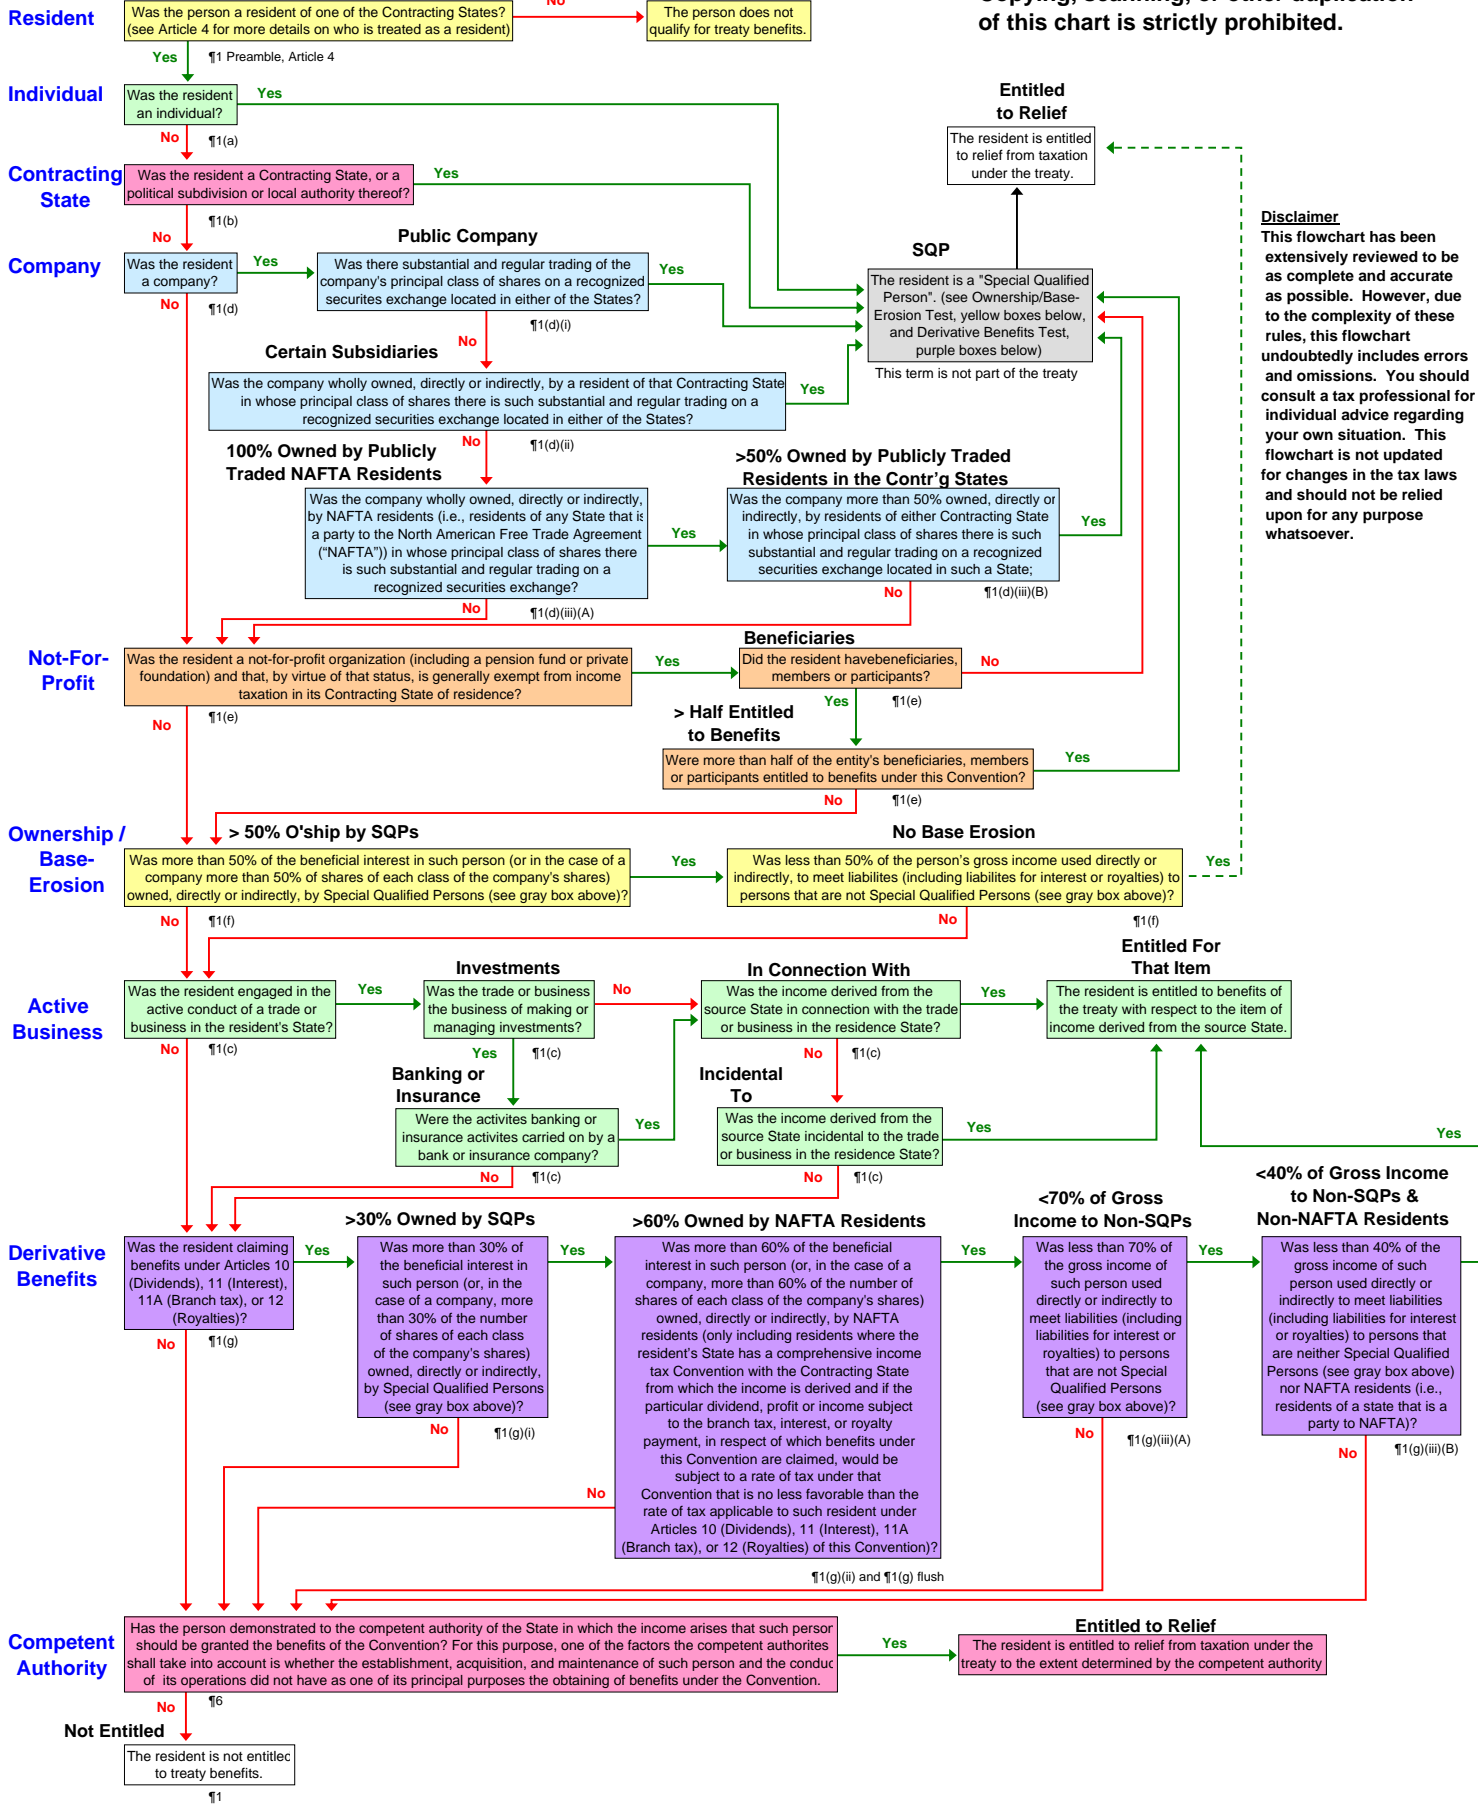 Copying, scanning, or other duplication
of this chart is strictly prohibited.
Resident
Was the person a resident of one of the Contracting States?
(see Article 4 for more details on who is treated as a resident)
No
The person does not
qualify for treaty benefits.
Yes
¶1 Preamble, Article 4
Individual
Was the resident
an individual?
Yes
No
¶1(a)
Entitled
to Relief
The resident is entitled
to relief from taxation
under the treaty.
Contracting
State
Was the resident a Contracting State, or a
political subdivision or local authority thereof?
Yes
¶1(b)
No
Disclaimer
This flowchart has been
extensively reviewed to be
as complete and accurate
as possible. However, due
to the complexity of these
rules, this flowchart
undoubtedly includes errors
and omissions. You should
consult a tax professional for
individual advice regarding
your own situation. This
flowchart is not updated
for changes in the tax laws
and should not be relied
upon for any purpose
whatsoever.
Company
Was the resident
a company?
Yes
¶1(d)
Public Company
Was there substantial and regular trading of the
company's principal class of shares on a recognized
securites exchange located in either of the States?
Yes
No
¶1(d)(i)
SQP
The resident is a "Special Qualified
Person". (see Ownership/Base-
Erosion Test, yellow boxes below,
and Derivative Benefits Test,
purple boxes below)
This term is not part of the treaty
Certain Subsidiaries
Was the company wholly owned, directly or indirectly, by a resident of that Contracting State
in whose principal class of shares there is such substantial and regular trading on a
recognized securities exchange located in either of the States?
Yes
No
¶1(d)(ii)
100% Owned by Publicly
Traded NAFTA Residents
Was the company wholly owned, directly or indirectly,
by NAFTA residents (i.e., residents of any State that is
a party to the North American Free Trade Agreement
(“NAFTA”)) in whose principal class of shares there
is such substantial and regular trading on a
recognized securities exchange?
Yes
No
¶1(d)(iii)(A)
>50% Owned by Publicly Traded
Residents in the Contr'g States
Was the company more than 50% owned, directly or
indirectly, by residents of either Contracting State
in whose principal class of shares there is such
substantial and regular trading on a recognized
securities exchange located in such a State;
Yes
No
¶1(d)(iii)(B)
No
Not-For-
Profit
Was the resident a not-for-profit organization (including a pension fund or private
foundation) and that, by virtue of that status, is generally exempt from income
taxation in its Contracting State of residence?
Yes
¶1(e)
No
Beneficiaries
Did the resident havebeneficiaries,
members or participants?
No
Yes
¶1(e)
> Half Entitled
to Benefits
Were more than half of the entity's beneficiaries, members
or participants entitled to benefits under this Convention?
Yes
No
¶1(e)
Ownership /
Base-
Erosion
> 50% O'ship by SQPs
Was more than 50% of the beneficial interest in such person (or in the case of a
company more than 50% of shares of each class of the company's shares)
owned, directly or indirectly, by Special Qualified Persons (see gray box above)?
Yes
No
¶1(f)
No Base Erosion
Was less than 50% of the person’s gross income used directly or
indirectly, to meet liabilites (including liabilites for interest or royalties) to
persons that are not Special Qualified Persons (see gray box above)?
Yes
No
¶1(f)
Active
Business
Was the resident engaged in the
active conduct of a trade or
business in the resident's State?
Yes
No
¶1(c)
Investments
Was the trade or business
the business of making or
managing investments?
No
Yes
¶1(c)
In Connection With
Was the income derived from the
source State in connection with the trade
or business in the residence State?
Yes
No
¶1(c)
Entitled For
That Item
The resident is entitled to benefits of
the treaty with respect to the item of
income derived from the source State.
Banking or
Insurance
Were the activites banking or
insurance activites carried on by a
bank or insurance company?
Yes
No
¶1(c)
Incidental
To
Was the income derived from the
source State incidental to the trade
or business in the residence State?
Yes
No
¶1(c)
Yes
Derivative
Benefits
Was the resident claiming
benefits under Articles 10
(Dividends), 11 (Interest),
11A (Branch tax), or 12
(Royalties)?
Yes
No
¶1(g)
>30% Owned by SQPs
Was more than 30% of
the beneficial interest in
such person (or, in the
case of a company, more
than 30% of the number
of shares of each class
of the company's shares)
owned, directly or indirectly,
by Special Qualified Persons
(see gray box above)?
Yes
No
¶1(g)(i)
>60% Owned by NAFTA Residents
Was more than 60% of the beneficial
interest in such person (or, in the case of a
company, more than 60% of the number of
shares of each class of the company's shares)
owned, directly or indirectly, by NAFTA
residents (only including residents where the
resident's State has a comprehensive income
tax Convention with the Contracting State
from which the income is derived and if the
particular dividend, profit or income subject
to the branch tax, interest, or royalty
payment, in respect of which benefits under
this Convention are claimed, would be
subject to a rate of tax under that
Convention that is no less favorable than the
rate of tax applicable to such resident under
Articles 10 (Dividends), 11 (Interest), 11A
(Branch tax), or 12 (Royalties) of this Convention)?
Yes
No
¶1(g)(ii) and ¶1(g) flush
<70% of Gross
Income to Non-SQPs
Was less than 70% of
the gross income of
such person used
directly or indirectly to
meet liabilities (including
liabilities for interest or
royalties) to persons
that are not Special
Qualified Persons
(see gray box above)?
Yes
No
¶1(g)(iii)(A)
<40% of Gross Income
to Non-SQPs &
Non-NAFTA Residents
Was less than 40% of the
gross income of such
person used directly or
indirectly to meet liabilities
(including liabilities for interest
or royalties) to persons that
are neither Special Qualified
Persons (see gray box above)
nor NAFTA residents (i.e.,
residents of a state that is a
party to NAFTA)?
No
¶1(g)(iii)(B)
Competent
Authority
Has the person demonstrated to the competent authority of the State in which the income arises that such person
should be granted the benefits of the Convention? For this purpose, one of the factors the competent authorites
shall take into account is whether the establishment, acquisition, and maintenance of such person and the conduc
of its operations did not have as one of its principal purposes the obtaining of benefits under the Convention.
Yes
No
¶6
Entitled to Relief
The resident is entitled to relief from taxation under the
treaty to the extent determined by the competent authority
Not Entitled
The resident is not entitled
to treaty benefits.
¶1